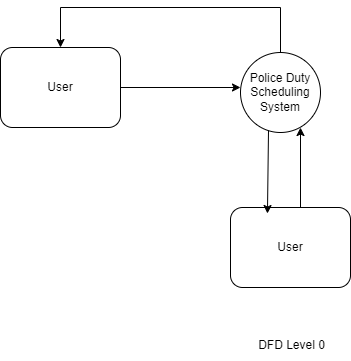 User
Police Duty
Scheduling
System
User
DFD Level 0